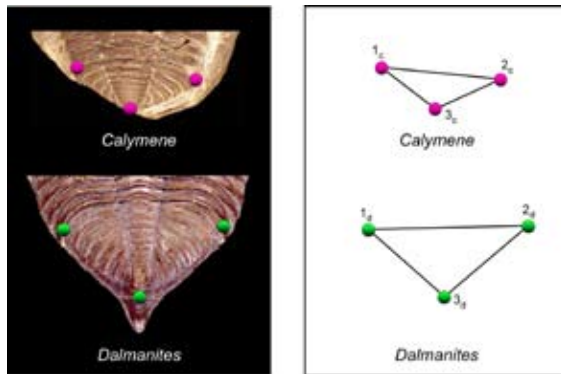 Calymene
Dalmanites
1c
2c
3c
Calymene
1d
2d
3d
Dalmanites